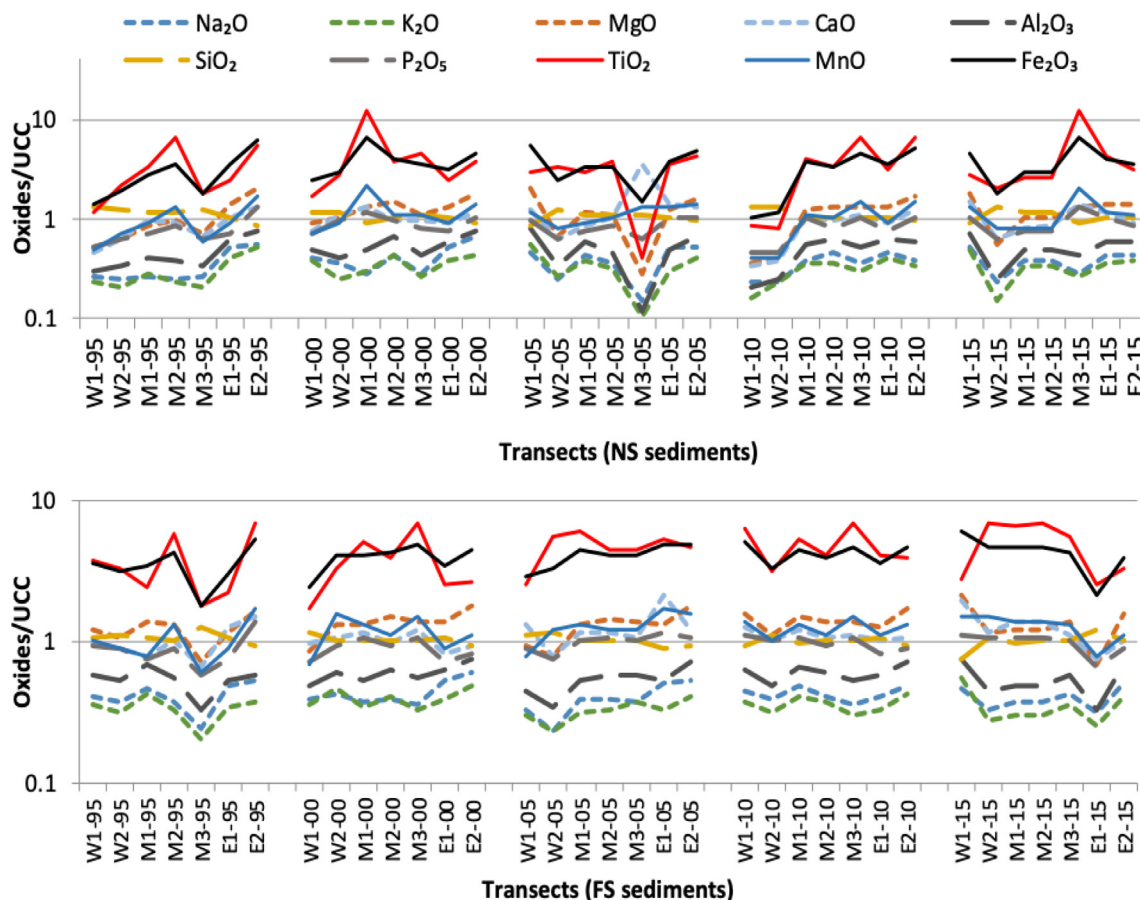 Na₂O K₂O MgO CaO Al₂O₃
SiO₂ P₂O₅ TiO₂ MnO Fe₂O₃
Oxides/UCC
10
1
0.1
W1-95 W2-95 M1-95 M2-95 M3-95 E1-95 E2-95 W1-00 W2-00 M1-00 M2-00 M3-00 E1-00 E2-00 W1-05 W2-05 M1-05 M2-05 M3-05 E1-05 E2-05 W1-10 W2-10 M1-10 M2-10 M3-10 E1-10 E2-10 W1-15 W2-15 M1-15 M2-15 M3-15 E1-15 E2-15
Transects (NS sediments)
Oxides/UCC
10
1
0.1
W1-95 W2-95 M1-95 M2-95 M3-95 E1-95 E2-95 W1-00 W2-00 M1-00 M2-00 M3-00 E1-00 E2-00 W1-05 W2-05 M1-05 M2-05 M3-05 E1-05 E2-05 W1-10 W2-10 M1-10 M2-10 M3-10 E1-10 E2-10 W1-15 W2-15 M1-15 M2-15 M3-15 E1-15 E2-15
Transects (FS sediments)